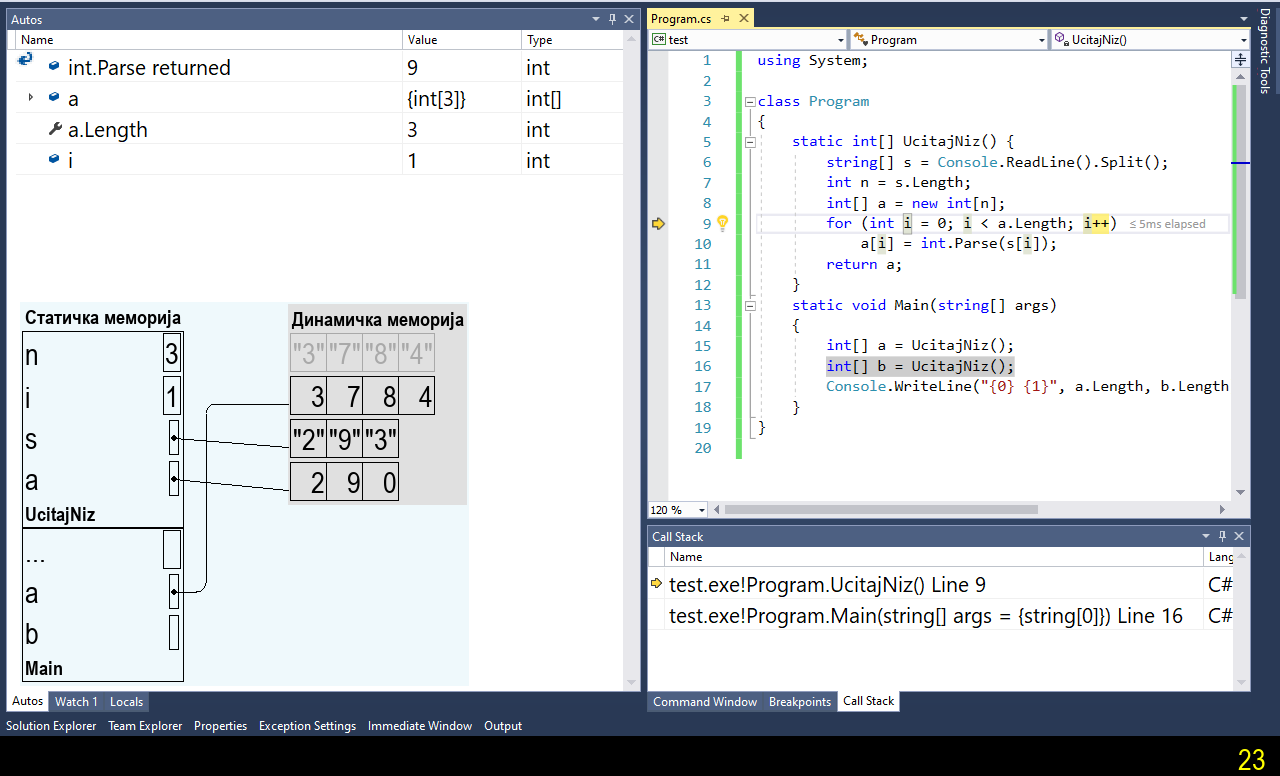 Autos
Name Value Type
int.Parse returned 9 int
a {int[3]} int[]
a.Length 3 int
i 1 int
Статичка меморија
n 3
i 1
s
a
UcitajNiz
...
a
b
Main
Динамичка меморија
"3" "7" "8" "4"
3 7 8 4
"2" "9" "3"
2 9 0
Autos Watch 1 Locals
Program.cs
C# test Program UcitajNiz()
1 using System;
2
3 class Program
4 {
5 static int[] UcitajNiz() {
6 string[] s = Console.ReadLine().Split();
7 int n = s.Length;
8 int[] a = new int[n];
9 for (int i = 0; i < a.Length; i++) ≤ 5ms elapsed
10 a[i] = int.Parse(s[i]);
11 return a;
12 }
13 static void Main(string[] args)
14 {
15 int[] a = UcitajNiz();
16 int[] b = UcitajNiz();
17 Console.WriteLine("{0} {1}", a.Length, b.Length
18 }
19 }
20
120 %
Diagnostic Tools
Call Stack
Name Lang
test.exe!Program.UcitajNiz() Line 9 C#
test.exe!Program.Main(string[] args = {string[0]}) Line 16 C#
Command Window Breakpoints Call Stack
Solution Explorer Team Explorer Properties Exception Settings Immediate Window Output
23